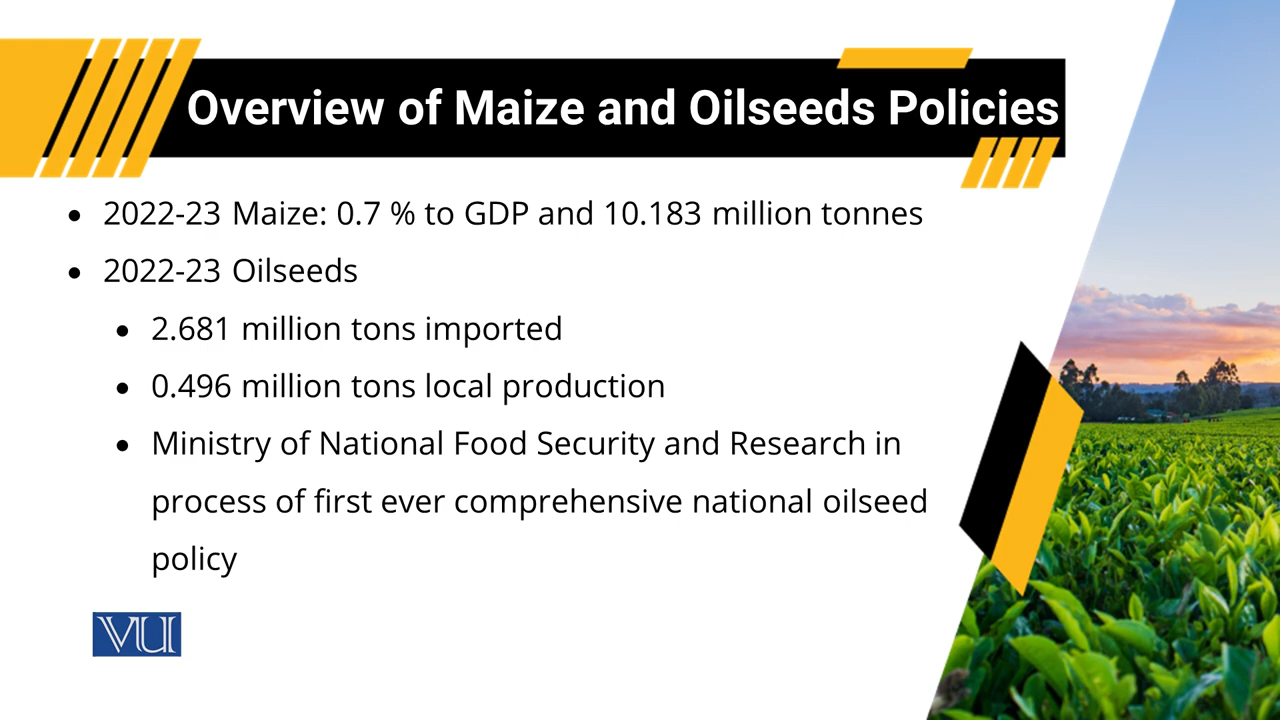 Overview of Maize and Oilseeds Policies
• 2022-23 Maize: 0.7 % to GDP and 10.183 million tonnes
• 2022-23 Oilseeds
• 2.681 million tons imported
• 0.496 million tons local production
• Ministry of National Food Security and Research in
process of first ever comprehensive national oilseed
policy
VU